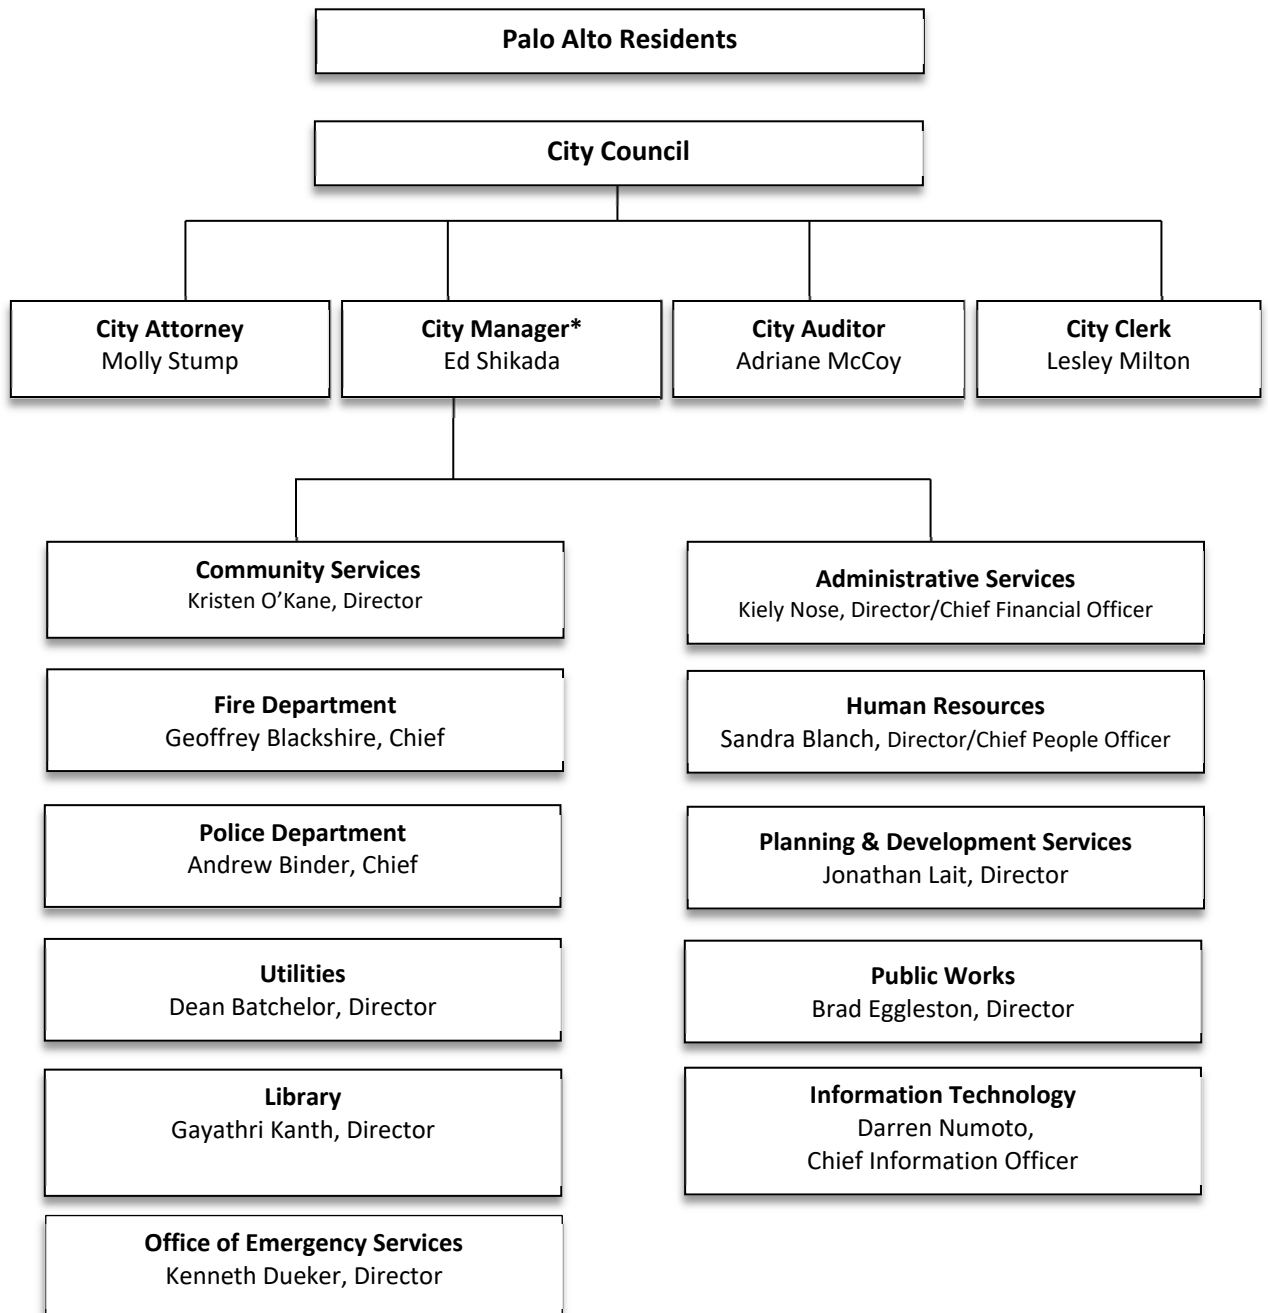 Palo Alto Residents
City Council
City Attorney
Molly Stump
City Manager*
Ed Shikada
City Auditor
Adriane McCoy
City Clerk
Lesley Milton
Community Services
Kristen O’Kane, Director
Fire Department
Geoffrey Blackshire, Chief
Police Department
Andrew Binder, Chief
Utilities
Dean Batchelor, Director
Library
Gayathri Kanth, Director
Office of Emergency Services
Kenneth Dueker, Director
Administrative Services
Kiely Nose, Director/Chief Financial Officer
Human Resources
Sandra Blanch, Director/Chief People Officer
Planning & Development Services
Jonathan Lait, Director
Public Works
Brad Eggleston, Director
Information Technology
Darren Numoto,
Chief Information Officer